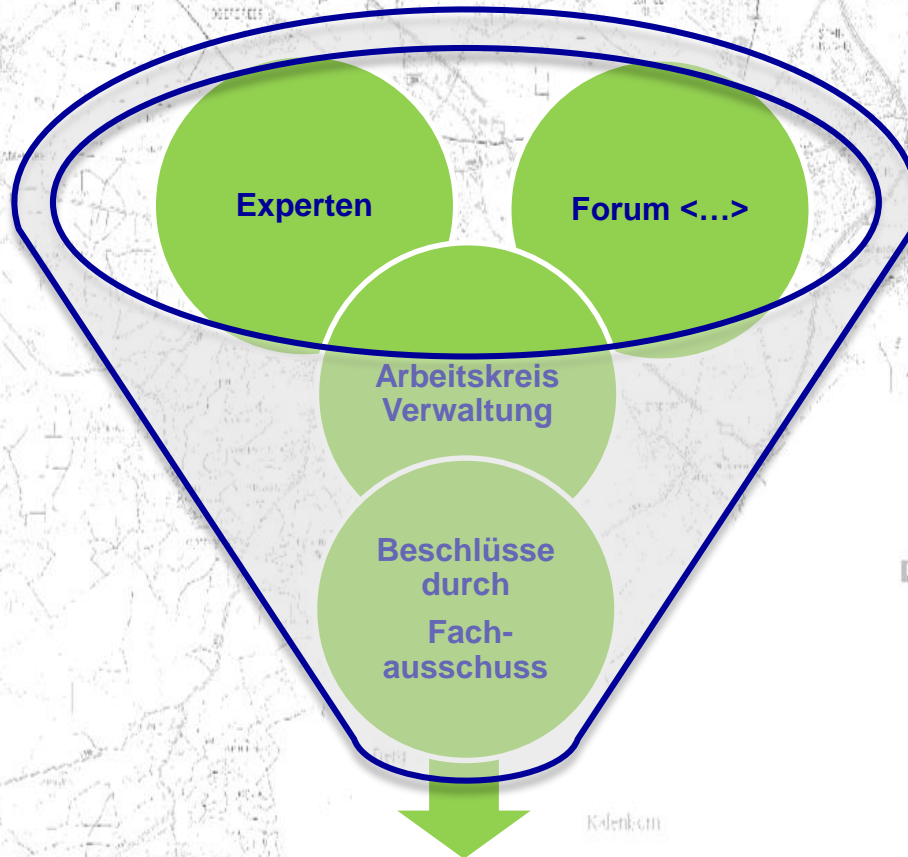 Experten
Forum <...>
Arbeitskreis
Verwaltung
Beschlüsse
durch
Fach-
ausschuss